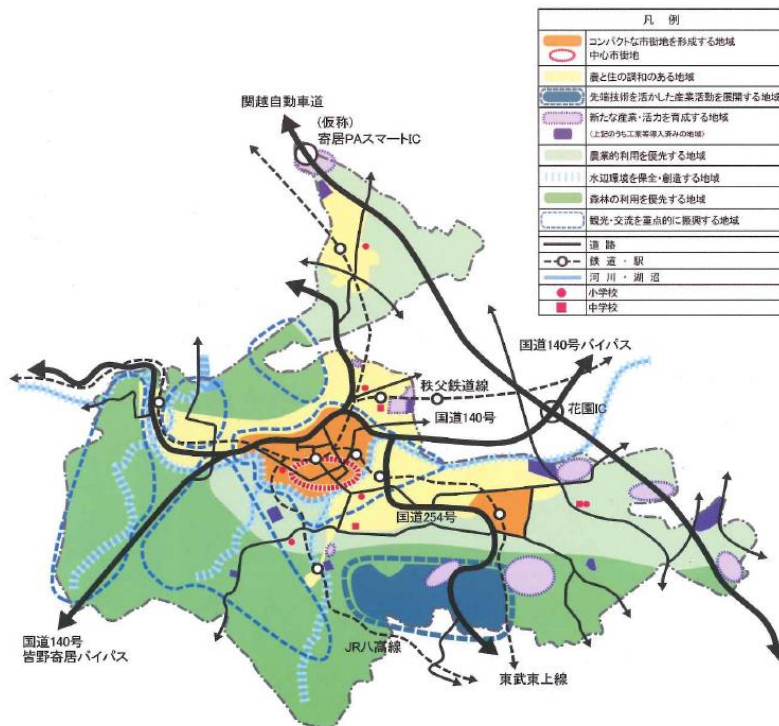 凡 例
コンパクトな市街地を形成する地域
中心市街地
農と住の調和のある地域
先端技術を活かした産業活動を展開する地域
新たな産業・活力を育成する地域
(上記のうち工業等導入済みの地域)
農業的利用を優先する地域
水辺環境を保全・創造する地域
森林の利用を優先する地域
観光・交流を重点的に振興する地域
道 路
鉄 道 ・ 駅
河 川 ・ 湖 沼
小学校
中学校
関越自動車道
(仮称)
寄居PAスマートIC
国道140号バイパス
秩父鉄道線
国道140号
花園IC
国道254号
国道140号
皆野寄居バイパス
JR八高線
東武東上線